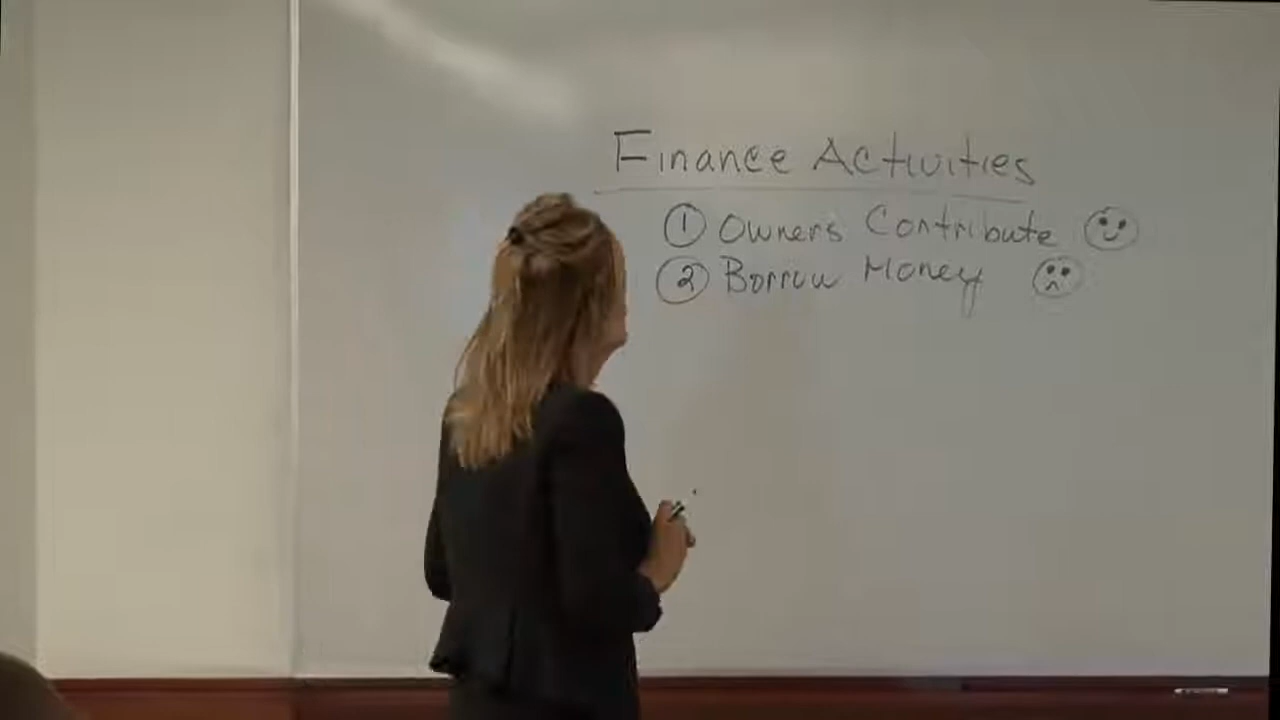 Finance Activities
① Owners Contribute
② Borrow Money